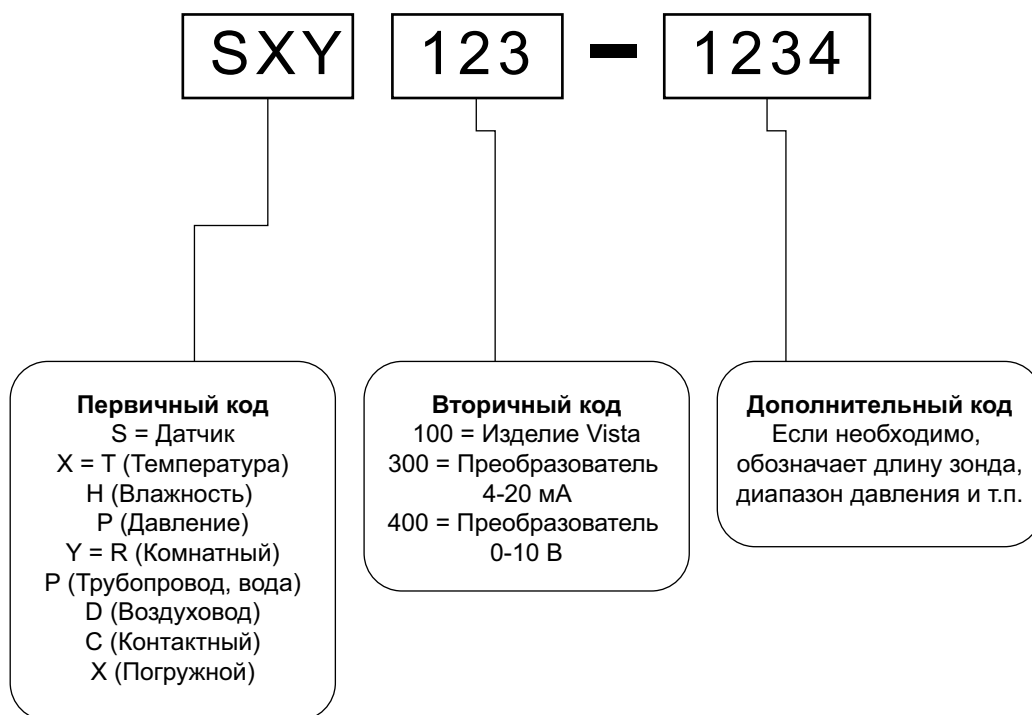 SXY 123 - 1234
Первичный код
S = Датчик
X = T (Температура)
H (Влажность)
P (Давление)
Y = R (Комнатный)
P (Трубопровод, вода)
D (Воздуховод)
C (Контактный)
X (Погружной)
Вторичный код
100 = Изделие Vista
300 = Преобразователь
4-20 мА
400 = Преобразователь
0-10 В
Дополнительный код
Если необходимо,
обозначает длину зонда,
диапазон давления и т.п.